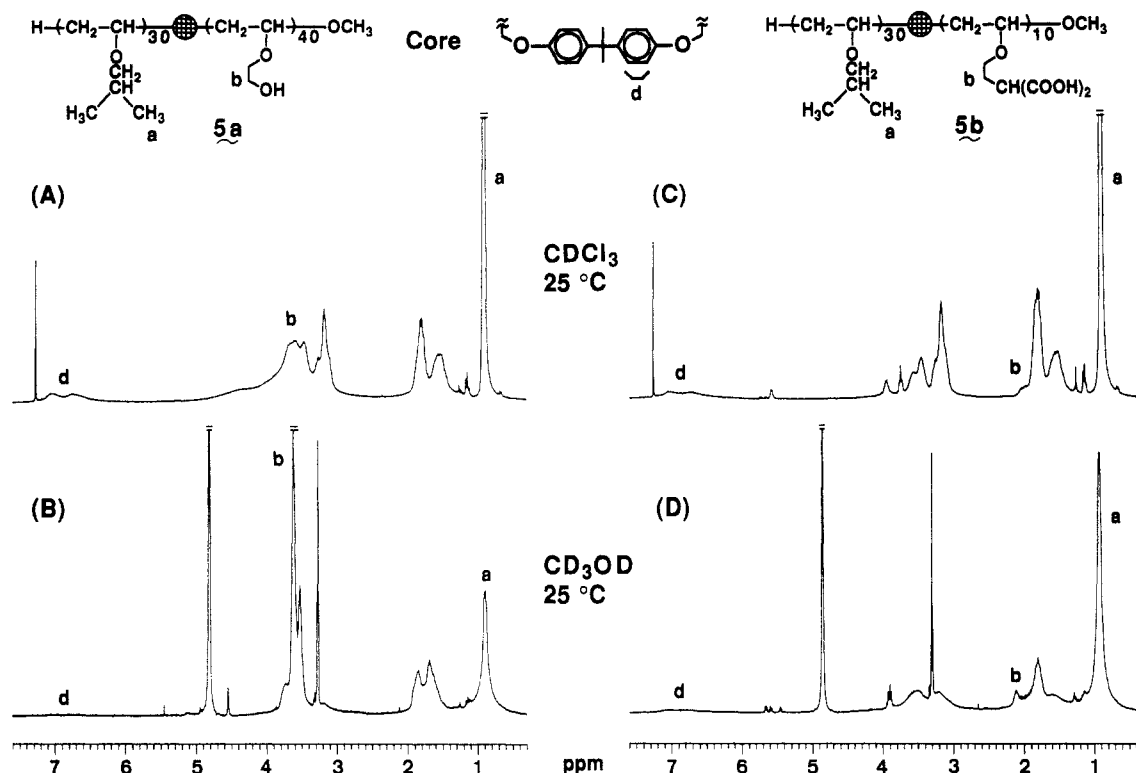 H-(CH₂-CH)30 (CH₂-CH)40 OCH₃
O
CH₂
CH
H₃C CH₃
a
O
b
OH
5a
Core
O O
d
H-(CH₂-CH)30 (CH₂-CH)10 OCH₃
O
CH₂
CH
H₃C CH₃
a
O
b
CH(COOH)₂
5b
(A)
d
b
a
CDCl₃
25 °C
(C)
d
b
a
(B)
d
b
a
CD₃OD
25 °C
(D)
d
b
a
7 6 5 4 3 2 1 ppm 7 6 5 4 3 2 1